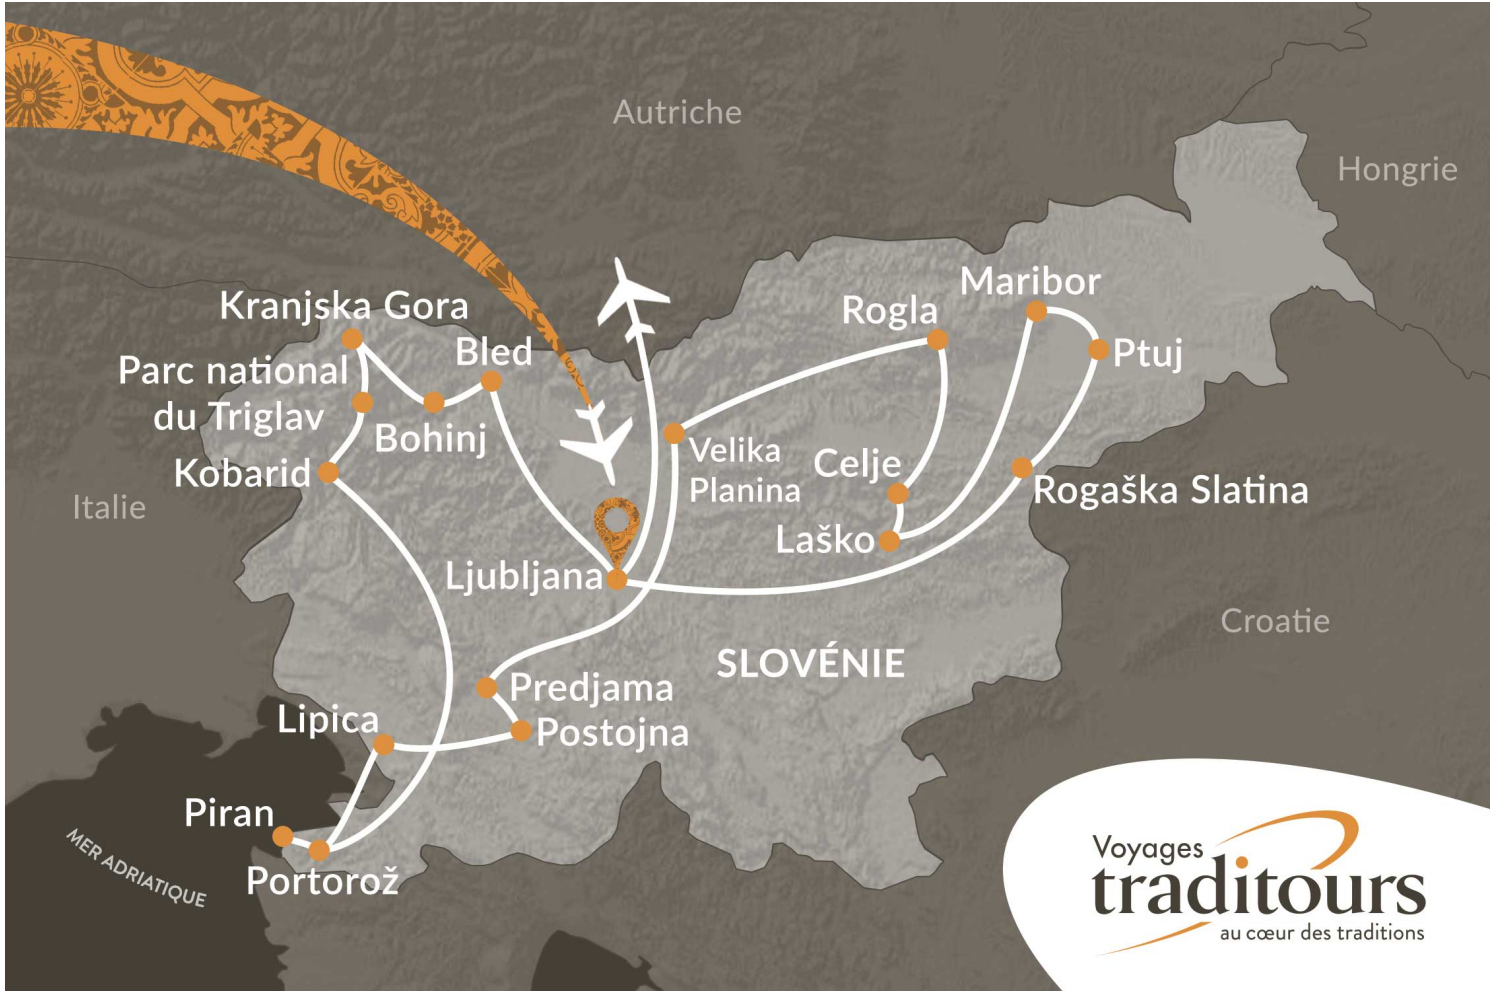 Autriche
Hongrie
Maribor
Kranjska Gora
Rogla
Bled
Ptuj
Parc national
du Triglav
Bohinj
Velika
Planina
Celje
Kobarid
Rogaška Slatina
Italie
Laško
Ljubljana
Croatie
SLOVÉNIE
Predjama
Lipica
Postojna
Piran
MER ADRIATIQUE
Portorož
Voyages
traditours
au cœur des traditions